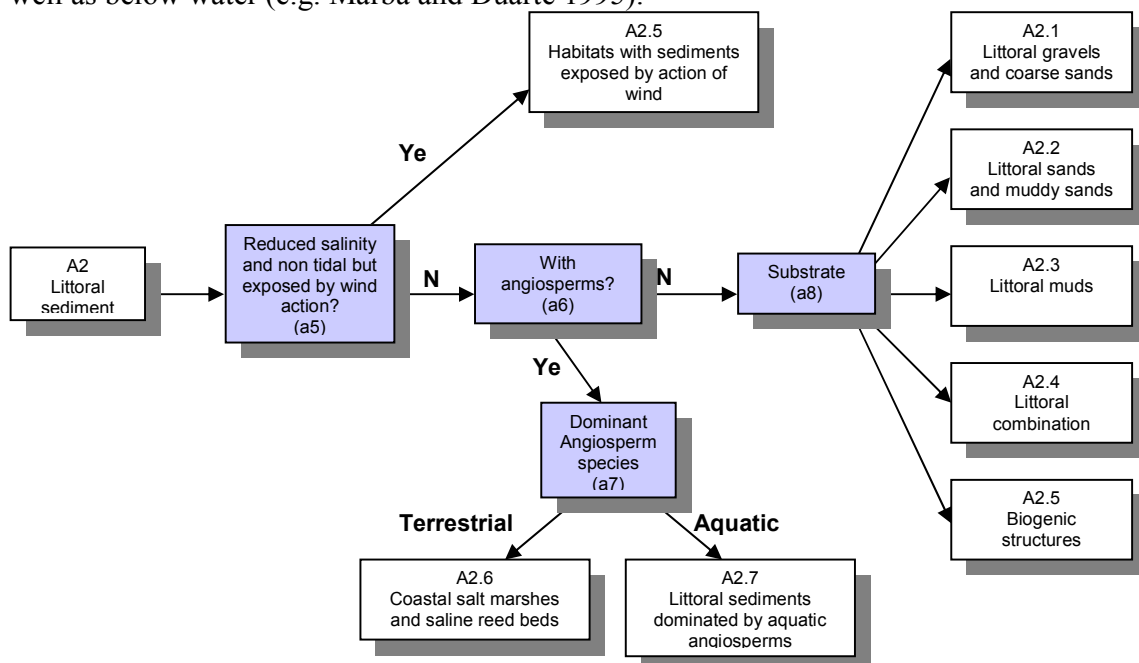 well as below water (e.g. Marba and Duarte 1995).
A2.5
Habitats with sediments
exposed by action of
wind
Ye
A2
Littoral
sediment
Reduced salinity
and non tidal but
exposed by wind
action?
(a5)
N
With
angiosperms?
(a6)
N
Substrate
(a8)
A2.1
Littoral gravels
and coarse sands
A2.2
Littoral sands
and muddy sands
A2.3
Littoral muds
A2.4
Littoral
combination
A2.5
Biogenic
structures
Ye
Dominant
Angiosperm
species
(a7)
Terrestrial
Aquatic
A2.6
Coastal salt marshes
and saline reed beds
A2.7
Littoral sediments
dominated by aquatic
angiosperms